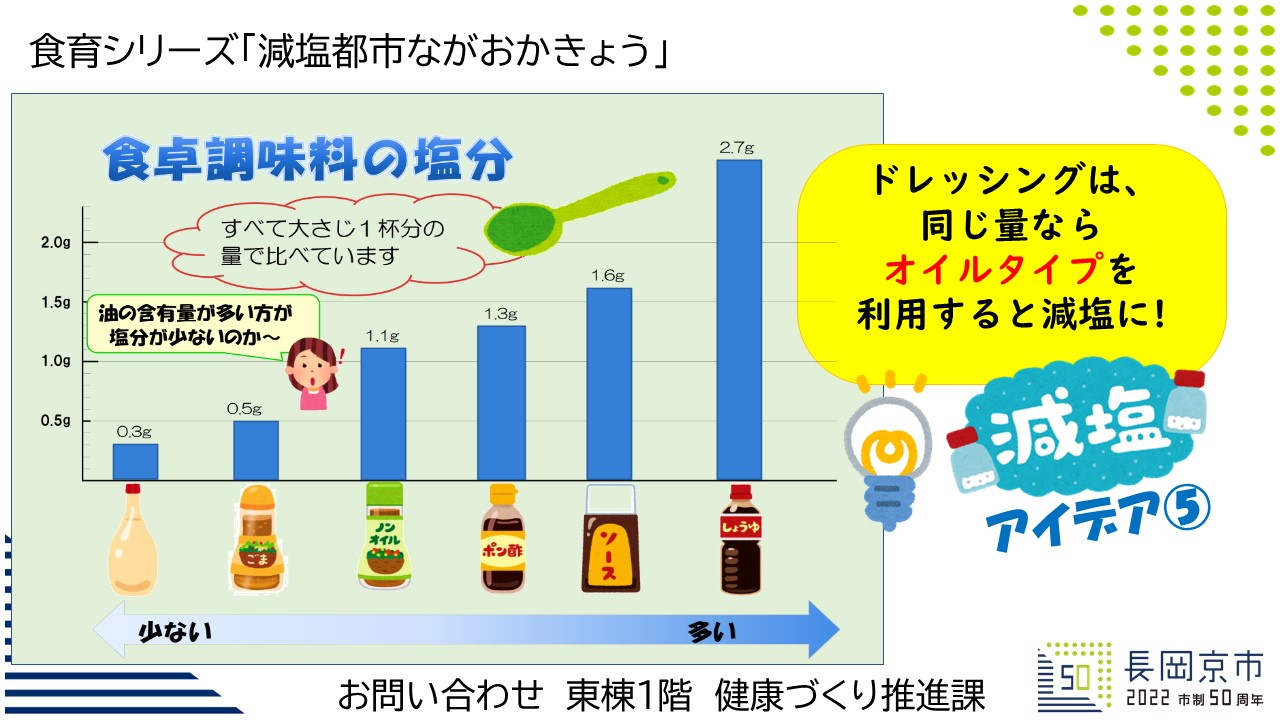 食育シリーズ「減塩都市ながおかきょう」
食卓調味料の塩分
すべて大さじ１杯分の
量で比べています
油の含有量が多い方が
塩分が少ないのか～
2.0g
1.5g
1.0g
0.5g
0.3g
0.5g
1.1g
1.3g
1.6g
2.7g
ごま
ノン
オイル
ポン酢
ソース
しょうゆ
少ない
多い
ドレッシングは、
同じ量なら
オイルタイプを
利用すると減塩に!
減塩
アイデア⑤
お問い合わせ 東棟1階 健康づくり推進課
50
長岡京市
2022 市制50周年